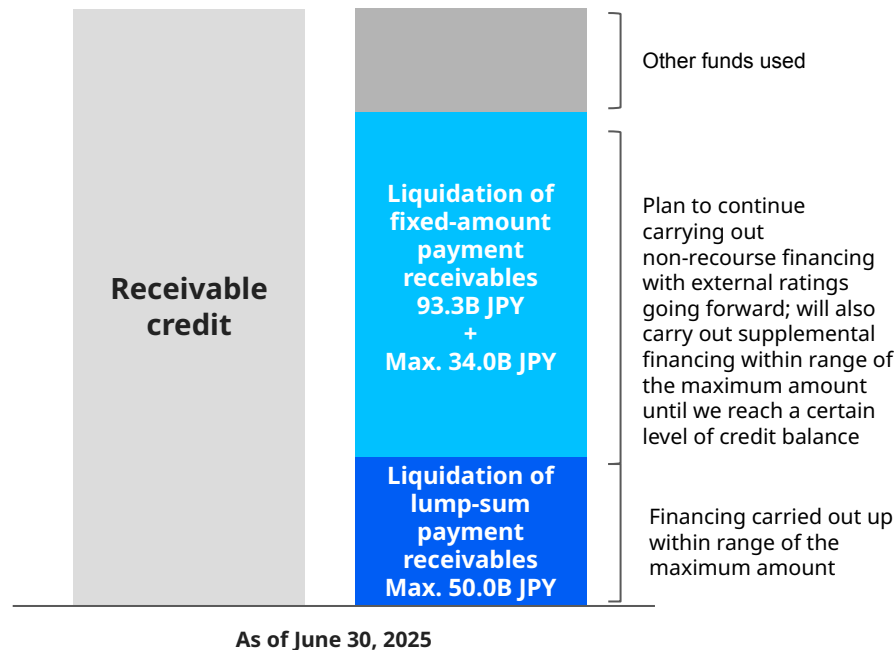 Receivable
credit
Liquidation of
fixed-amount
payment
receivables
93.3B JPY
+
Max. 34.0B JPY
Liquidation of
lump-sum
payment
receivables
Max. 50.0B JPY
Other funds used
Plan to continue
carrying out
non-recourse financing
with external ratings
going forward; will also
carry out supplemental
financing within range of
the maximum amount
until we reach a certain
level of credit balance
Financing carried out up
within range of the
maximum amount
As of June 30, 2025